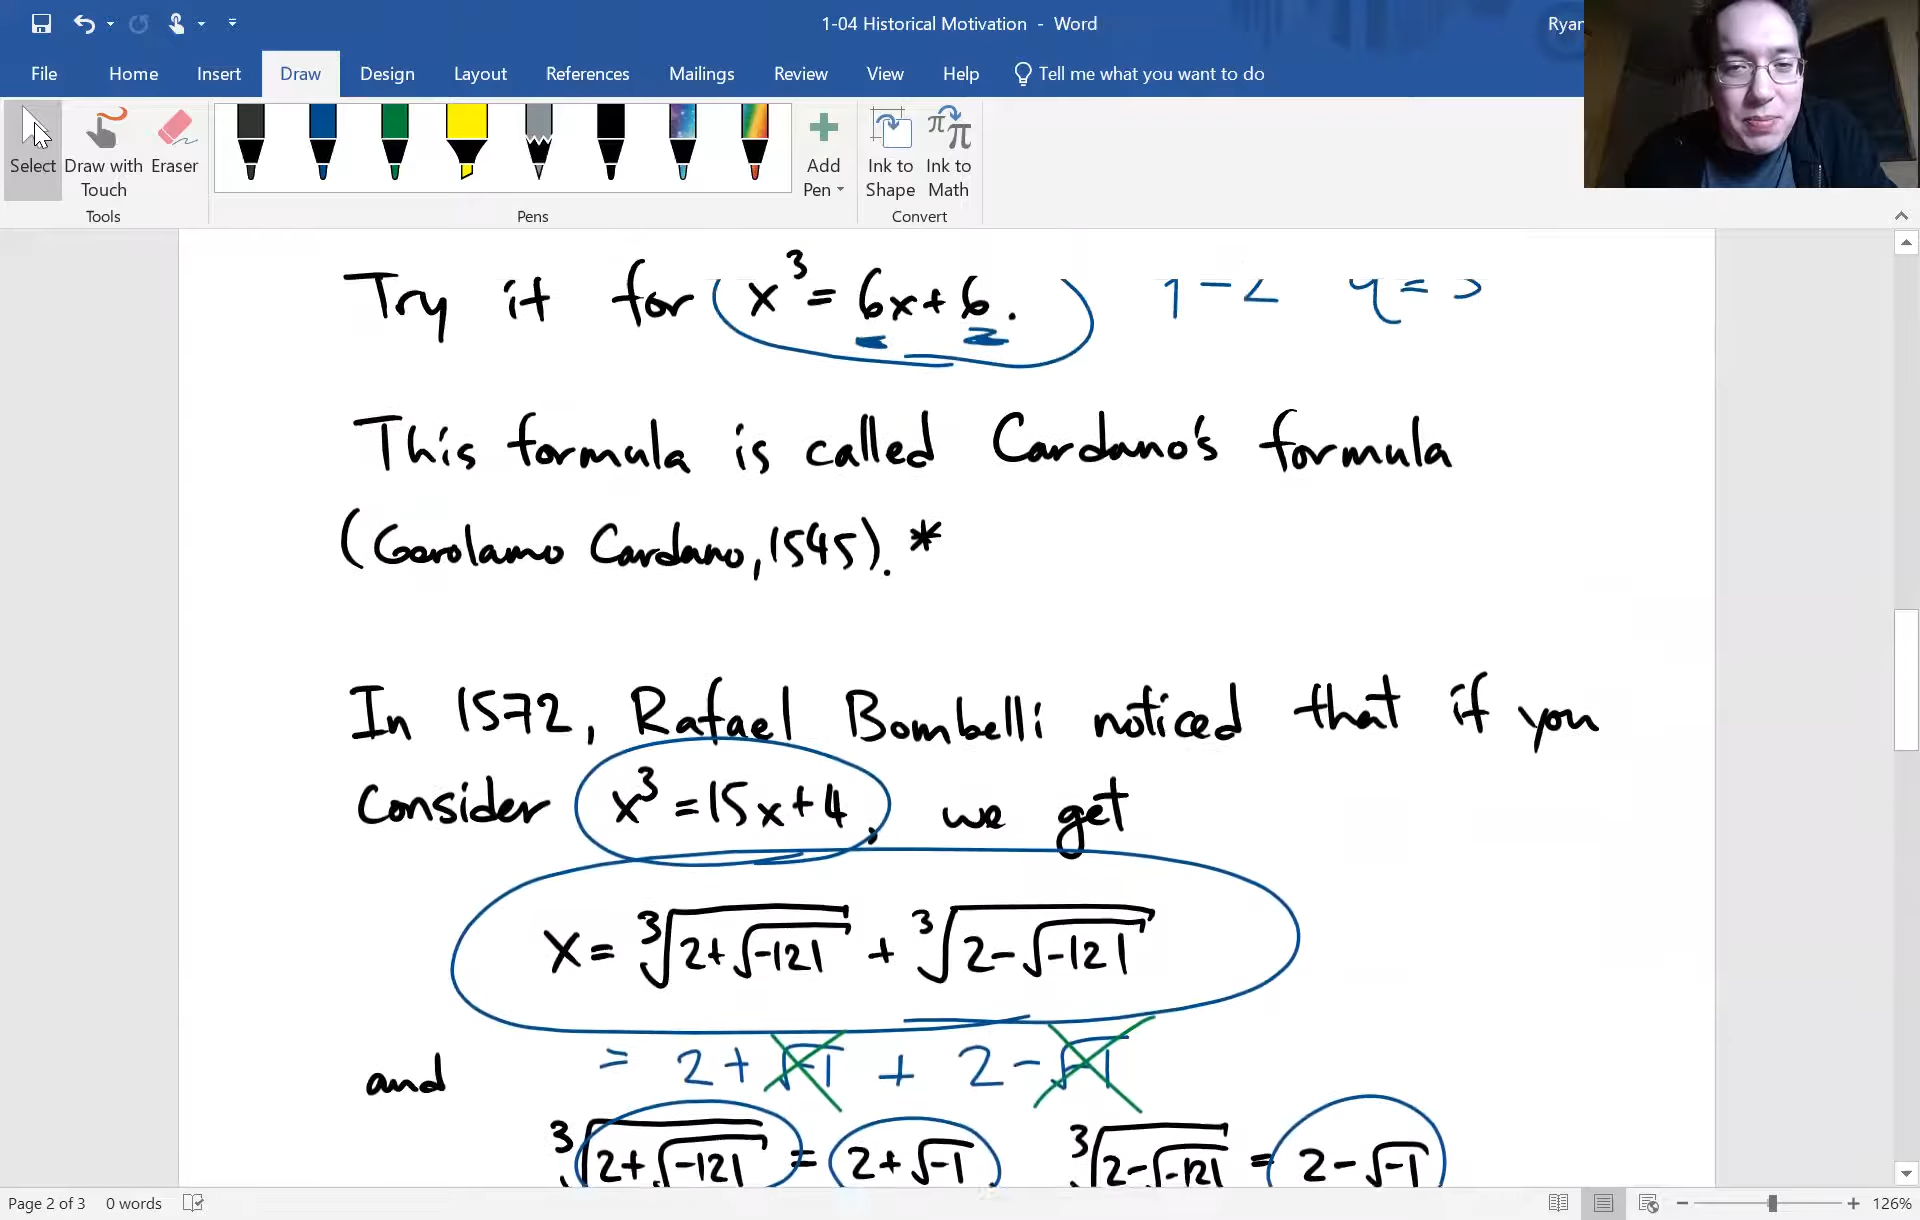 1-04 Historical Motivation - Word
Ryan
File Home Insert Draw Design Layout References Mailings Review View Help Tell me what you want to do
Select Draw with Touch Eraser
Add Pen
Ink to Shape
Ink to Math
Tools Pens Convert
Try it for x³ = 6x + 6.
This formula is called Cardano's formula
(Gerolamo Cardano, 1545). *
In 1572, Rafael Bombelli noticed that if you
consider x³ = 15x + 4, we get
x = ∛(2+√-121) + ∛(2-√-121)
= 2 + √-1 + 2 - √-1
and
∛(2+√-121) = 2+√-1 ∛(2-√-121) = 2-√-1
Page 2 of 3 0 words 126%